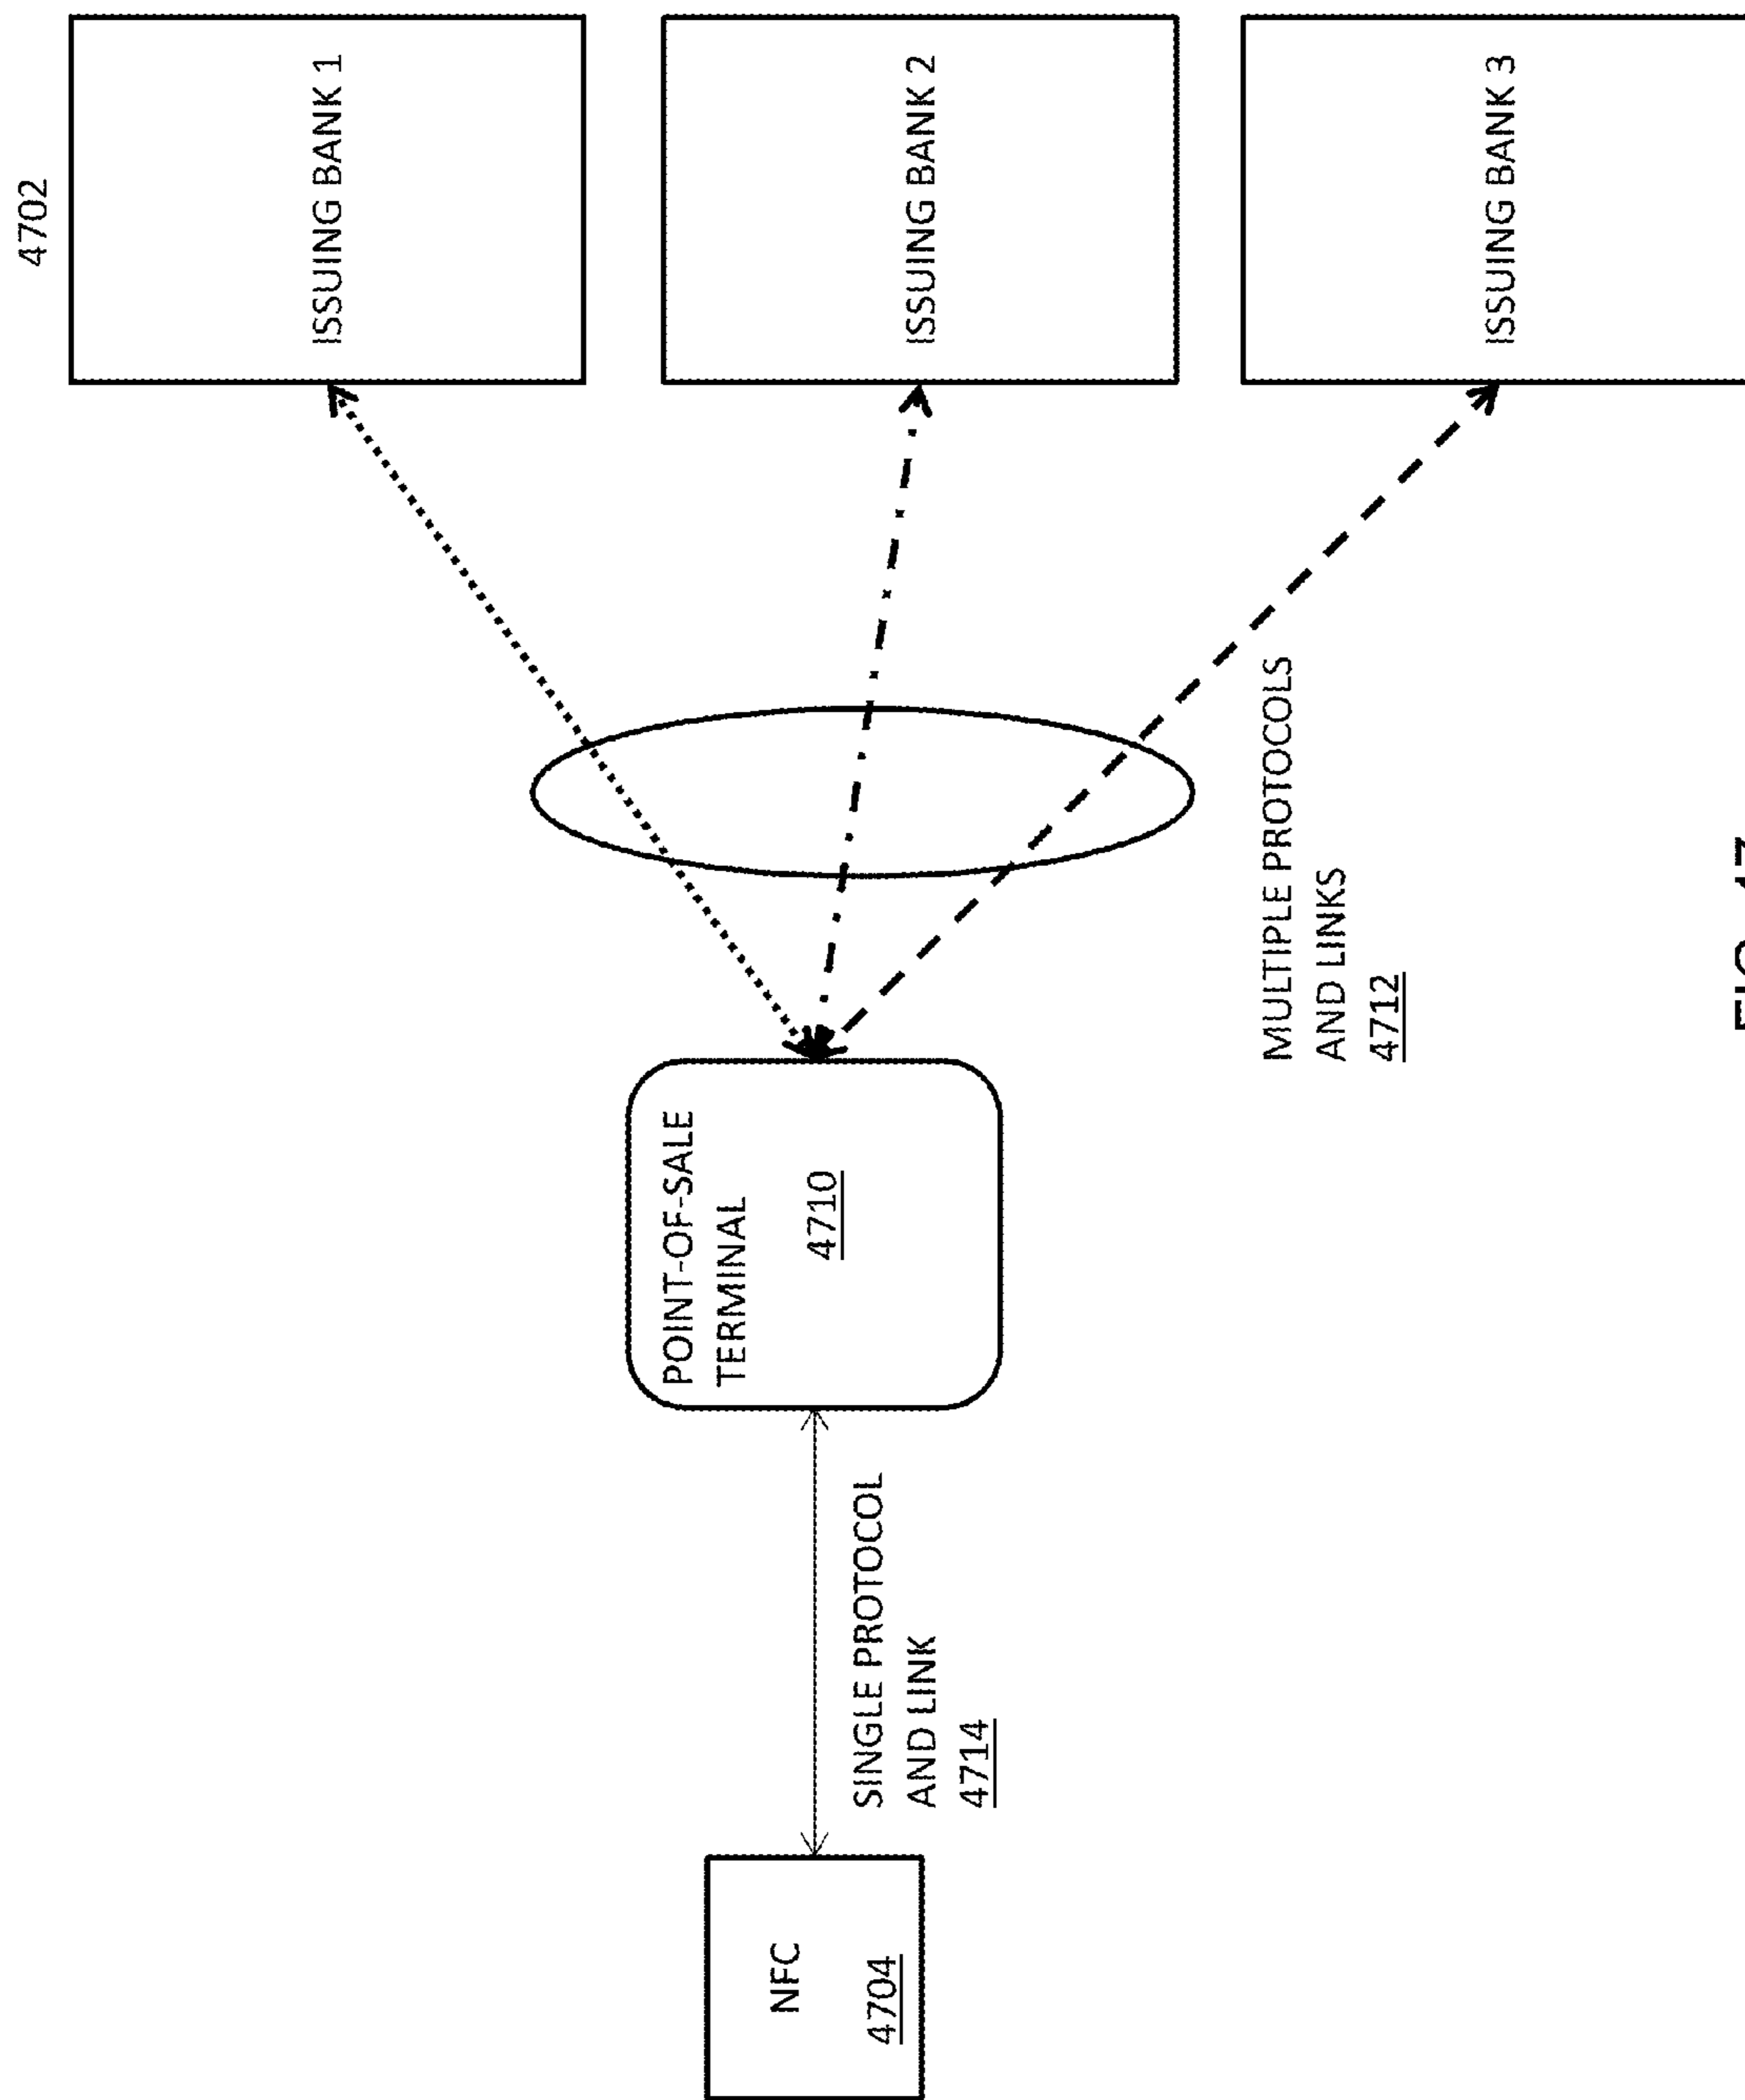 4702
ISSUING BANK 1
POINT-OF-SALE
TERMINAL
4710
NFC
4704
SINGLE PROTOCOL
AND LINK
4714
ISSUING BANK 2
MULTIPLE PROTOCOLS
AND LINKS
4712
ISSUING BANK 3